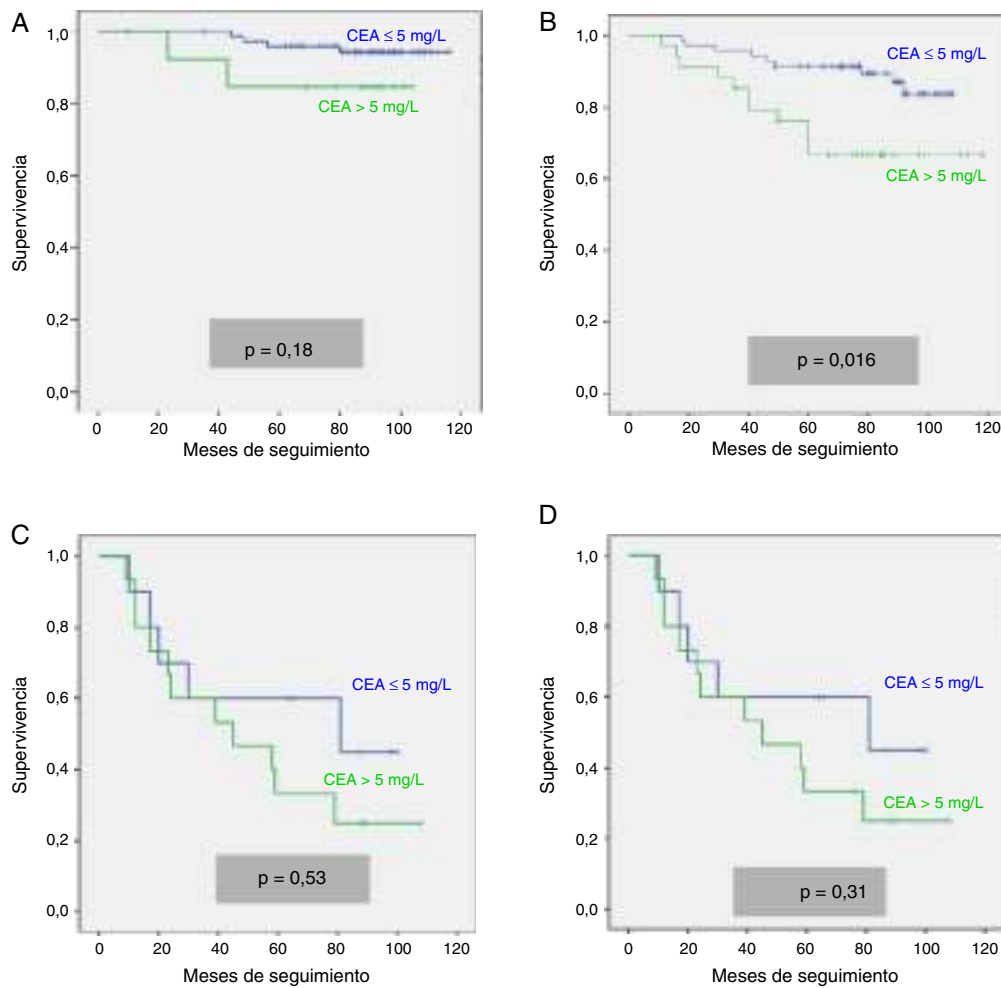 A
1,0
0,8
0,6
0,4
0,2
0,0
Supervivencia
CEA ≤ 5 mg/L
CEA > 5 mg/L
p = 0,18
0 20 40 60 80 100 120
Meses de seguimiento
B
1,0
0,8
0,6
0,4
0,2
0,0
Supervivencia
CEA ≤ 5 mg/L
CEA > 5 mg/L
p = 0,016
0 20 40 60 80 100 120
Meses de seguimiento
C
1,0
0,8
0,6
0,4
0,2
0,0
Supervivencia
CEA ≤ 5 mg/L
CEA > 5 mg/L
p = 0,53
0 20 40 60 80 100 120
Meses de seguimiento
D
1,0
0,8
0,6
0,4
0,2
0,0
Supervivencia
CEA ≤ 5 mg/L
CEA > 5 mg/L
p = 0,31
0 20 40 60 80 100 120
Meses de seguimiento